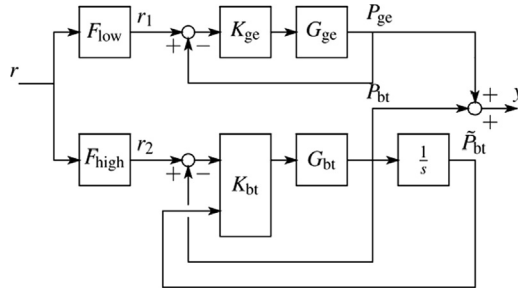 F_low r_1 + − K_ge G_ge P_ge
r + y
P_bt +
F_high r_2 + − K_bt G_bt 1/s P̃_bt